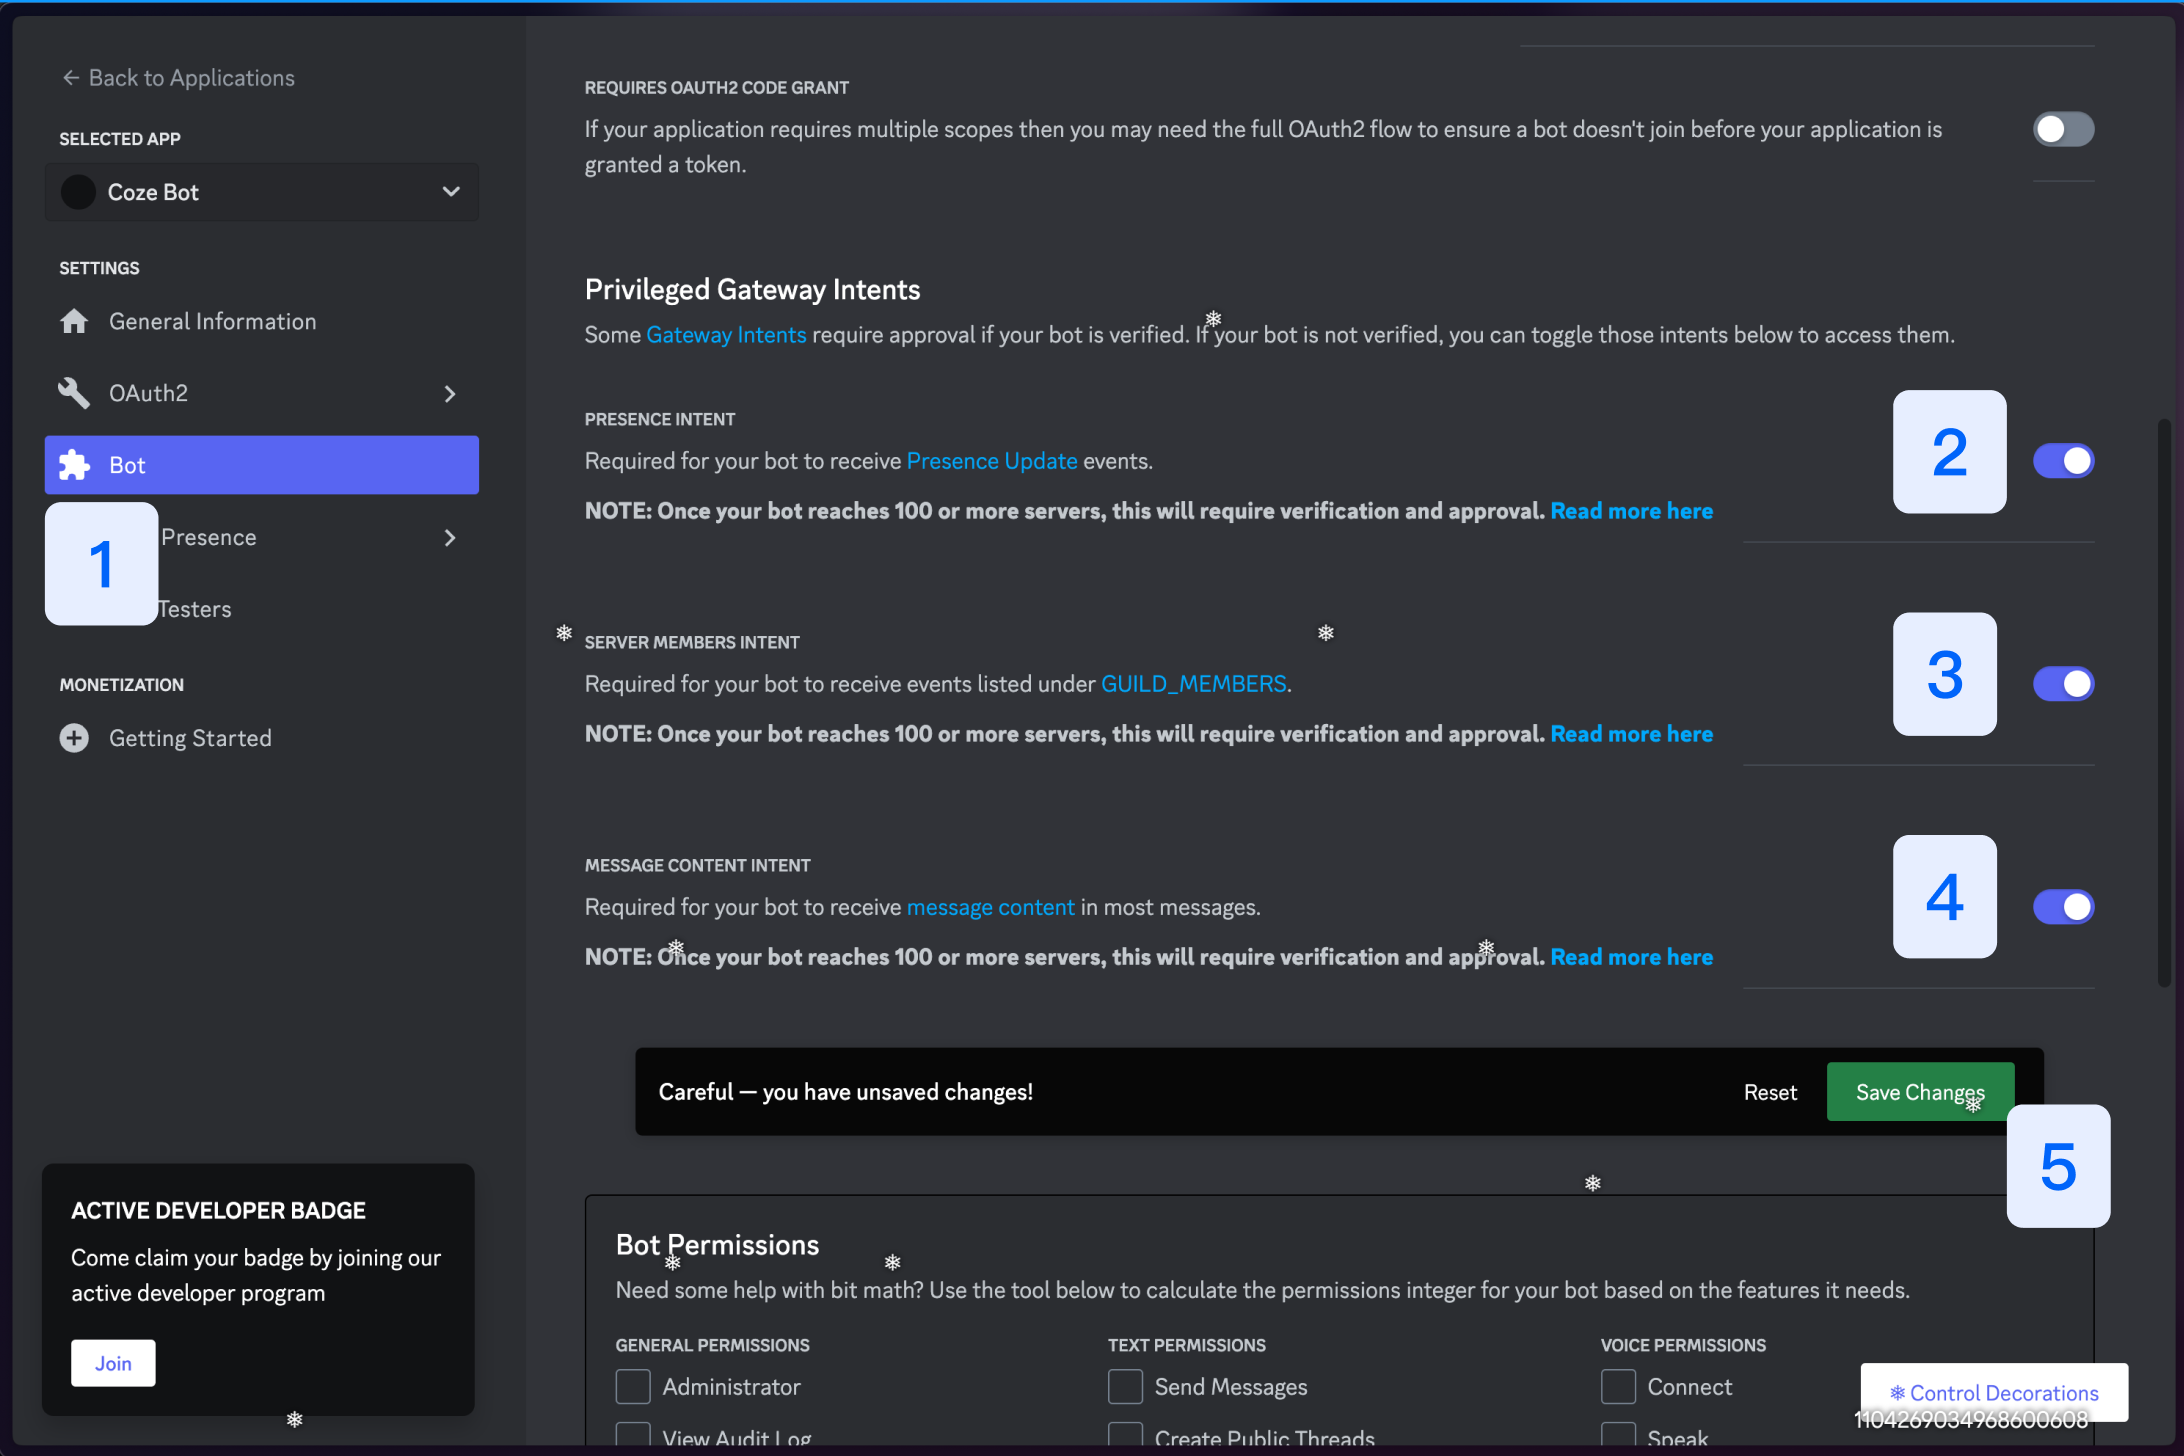 ← Back to Applications
SELECTED APP
Coze Bot
SETTINGS
General Information
OAuth2
Bot
1
Presence
Testers
MONETIZATION
Getting Started
ACTIVE DEVELOPER BADGE
Come claim your badge by joining our
active developer program
Join
REQUIRES OAUTH2 CODE GRANT
If your application requires multiple scopes then you may need the full OAuth2 flow to ensure a bot doesn't join before your application is
granted a token.
Privileged Gateway Intents
Some Gateway Intents require approval if your bot is verified. If your bot is not verified, you can toggle those intents below to access them.
PRESENCE INTENT
Required for your bot to receive Presence Update events.
NOTE: Once your bot reaches 100 or more servers, this will require verification and approval. Read more here
2
SERVER MEMBERS INTENT
Required for your bot to receive events listed under GUILD_MEMBERS.
NOTE: Once your bot reaches 100 or more servers, this will require verification and approval. Read more here
3
MESSAGE CONTENT INTENT
Required for your bot to receive message content in most messages.
NOTE: Once your bot reaches 100 or more servers, this will require verification and approval. Read more here
4
Careful — you have unsaved changes!
Reset
Save Changes
5
Bot Permissions
Need some help with bit math? Use the tool below to calculate the permissions integer for your bot based on the features it needs.
GENERAL PERMISSIONS
TEXT PERMISSIONS
VOICE PERMISSIONS
Administrator
Send Messages
Connect
View Audit Log
Create Public Threads
Speak
❄ Control Decorations
1104269034968600608